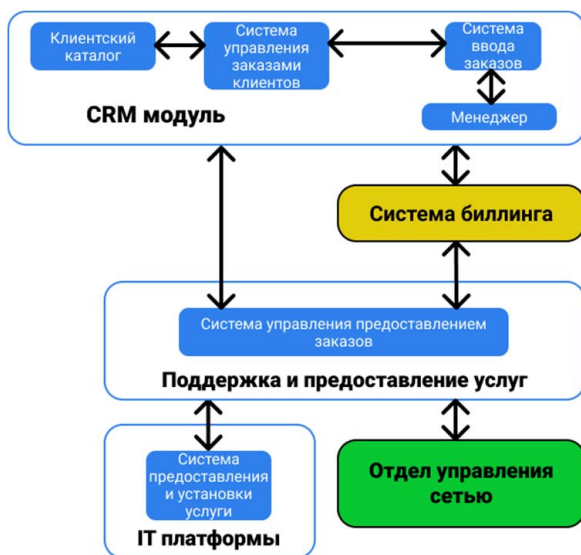 Клиентский
каталог
Система
управления
заказами
клиентов
Система
ввода
заказов
Менеджер
CRM модуль
Система биллинга
Система управления предоставлением
заказов
Поддержка и предоставление услуг
Система
предоставления
и установки
услуги
IT платформы
Отдел управления
сетью